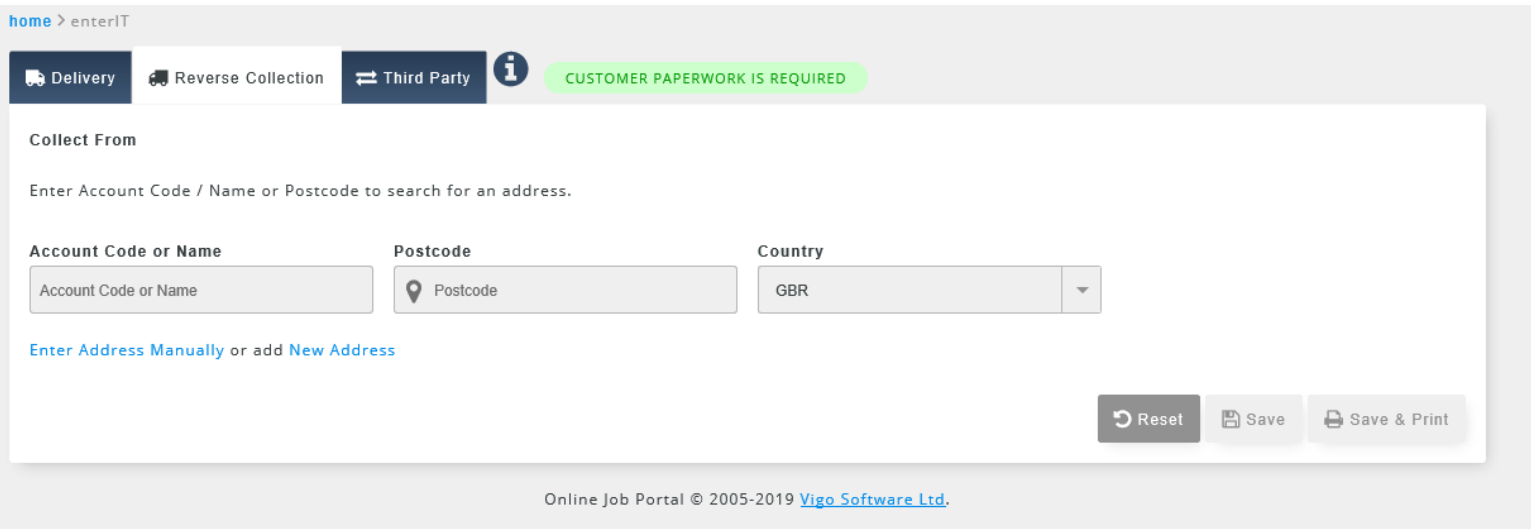 home > enterIT
Delivery
Reverse Collection
Third Party
CUSTOMER PAPERWORK IS REQUIRED
Collect From
Enter Account Code / Name or Postcode to search for an address.
Account Code or Name Postcode Country
Account Code or Name Postcode GBR
Enter Address Manually or add New Address
Reset Save Save & Print
Online Job Portal © 2005-2019 Vigo Software Ltd.